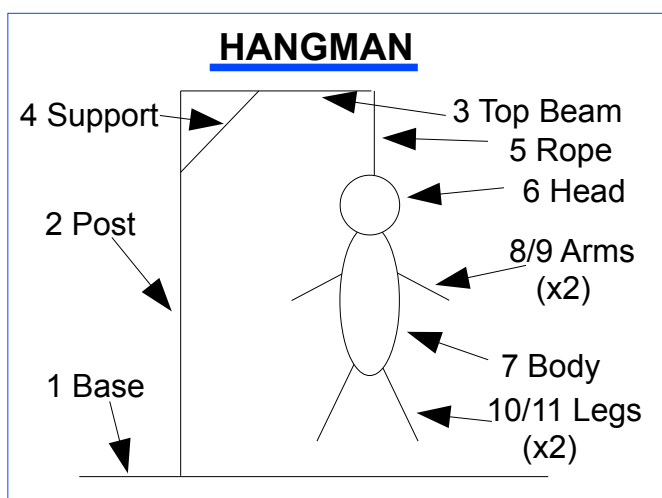 HANGMAN
4 Support
3 Top Beam
5 Rope
6 Head
2 Post
8/9 Arms
(x2)
7 Body
1 Base
10/11 Legs
(x2)